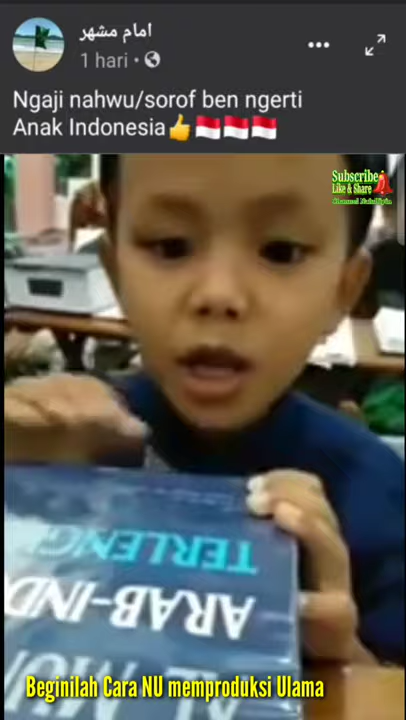 امام مشهر
1 hari
Ngaji nahwu/sorof ben ngerti
Anak Indonesia👍🇮🇩🇮🇩🇮🇩
Subscribe
Like & Share
TERLENG
ARAB-IND
Beginilah Cara NU memproduksi Ulama